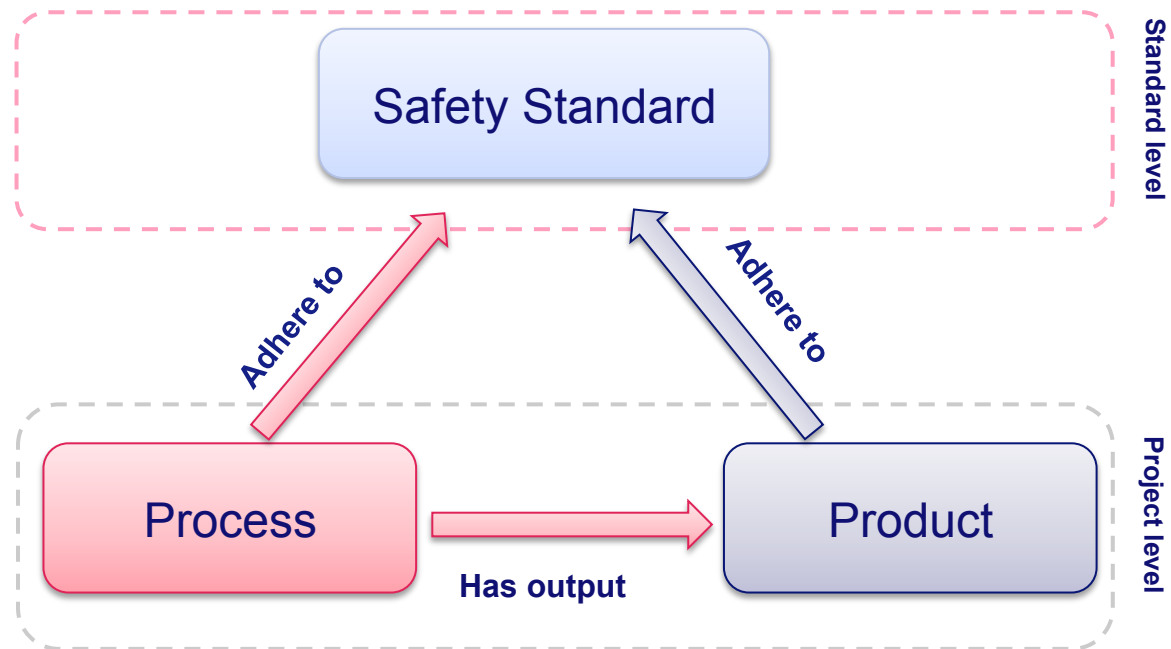 Safety Standard
Standard level
Adhere to
Adhere to
Process
Has output
Product
Project level